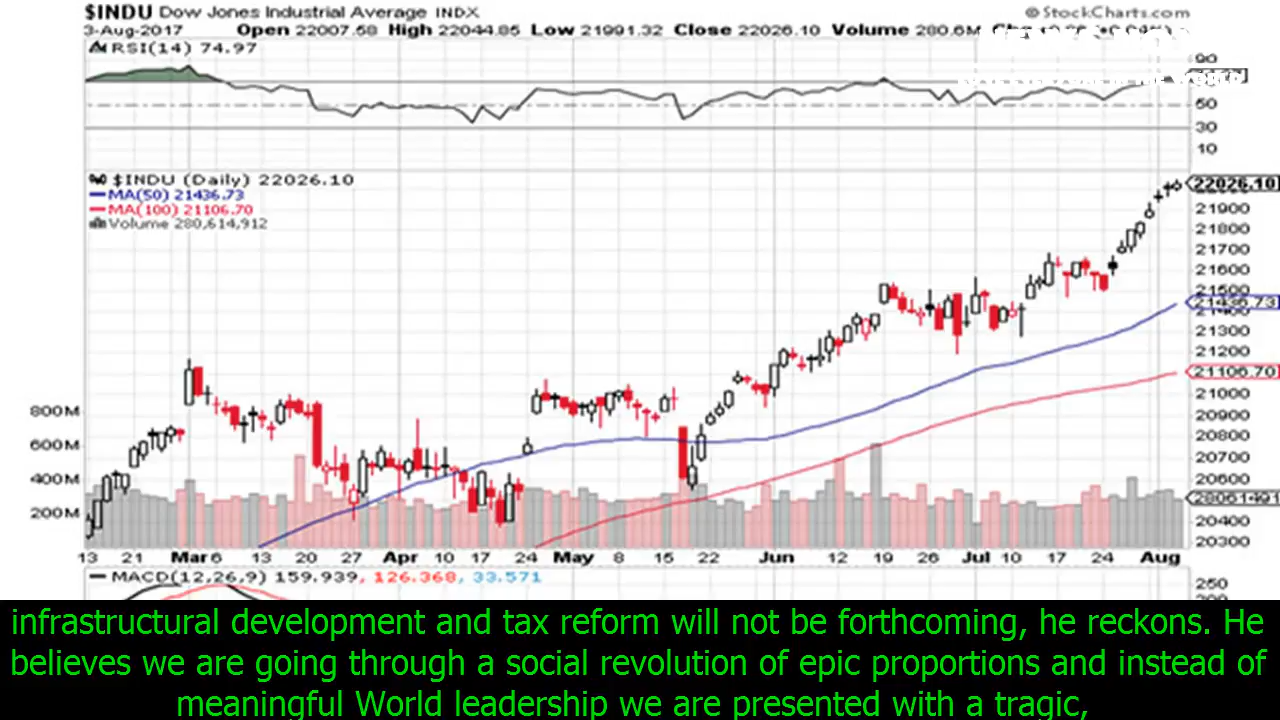 $INDU Dow Jones Industrial Average INDX
© StockCharts.com
3-Aug-2017 Open 22007.58 High 22044.85 Low 21991.32 Close 22026.10 Volume 280.6M
RSI(14) 74.97
90
50
30
10
$INDU (Daily) 22026.10
MA(50) 21436.73
MA(100) 21106.70
Volume 280,614,912
22026.10
21900
21800
21700
21600
21500
21436.73
21400
21300
21200
21106.70
21000
20900
20800
20700
20600
28061491
20400
20300
800M
600M
400M
200M
13 21 Mar 6 13 20 27 Apr 10 17 24 May 8 15 22 Jun 12 19 26 Jul 10 17 24 Aug
MACD(12,26,9) 159.939, 126.368, 33.571
250
infrastructural development and tax reform will not be forthcoming, he reckons. He
believes we are going through a social revolution of epic proportions and instead of
meaningful World leadership we are presented with a tragic,